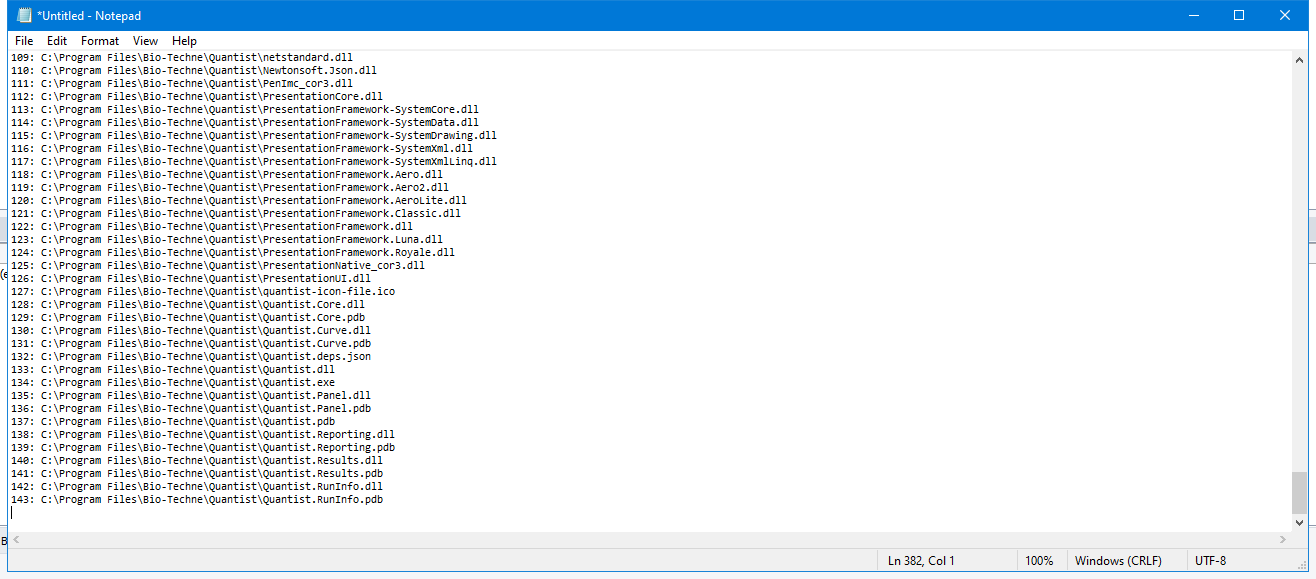 *Untitled - Notepad
File Edit Format View Help
109: C:\Program Files\Bio-Techne\Quantist\netstandard.dll
110: C:\Program Files\Bio-Techne\Quantist\Newtonsoft.Json.dll
111: C:\Program Files\Bio-Techne\Quantist\PenImc_cor3.dll
112: C:\Program Files\Bio-Techne\Quantist\PresentationCore.dll
113: C:\Program Files\Bio-Techne\Quantist\PresentationFramework-SystemCore.dll
114: C:\Program Files\Bio-Techne\Quantist\PresentationFramework-SystemData.dll
115: C:\Program Files\Bio-Techne\Quantist\PresentationFramework-SystemDrawing.dll
116: C:\Program Files\Bio-Techne\Quantist\PresentationFramework-SystemXml.dll
117: C:\Program Files\Bio-Techne\Quantist\PresentationFramework-SystemXmlLinq.dll
118: C:\Program Files\Bio-Techne\Quantist\PresentationFramework.Aero.dll
119: C:\Program Files\Bio-Techne\Quantist\PresentationFramework.Aero2.dll
120: C:\Program Files\Bio-Techne\Quantist\PresentationFramework.AeroLite.dll
121: C:\Program Files\Bio-Techne\Quantist\PresentationFramework.Classic.dll
122: C:\Program Files\Bio-Techne\Quantist\PresentationFramework.dll
123: C:\Program Files\Bio-Techne\Quantist\PresentationFramework.Luna.dll
124: C:\Program Files\Bio-Techne\Quantist\PresentationFramework.Royale.dll
125: C:\Program Files\Bio-Techne\Quantist\PresentationNative_cor3.dll
126: C:\Program Files\Bio-Techne\Quantist\PresentationUI.dll
127: C:\Program Files\Bio-Techne\Quantist\quantist-icon-file.ico
128: C:\Program Files\Bio-Techne\Quantist\Quantist.Core.dll
129: C:\Program Files\Bio-Techne\Quantist\Quantist.Core.pdb
130: C:\Program Files\Bio-Techne\Quantist\Quantist.Curve.dll
131: C:\Program Files\Bio-Techne\Quantist\Quantist.Curve.pdb
132: C:\Program Files\Bio-Techne\Quantist\Quantist.deps.json
133: C:\Program Files\Bio-Techne\Quantist\Quantist.dll
134: C:\Program Files\Bio-Techne\Quantist\Quantist.exe
135: C:\Program Files\Bio-Techne\Quantist\Quantist.Panel.dll
136: C:\Program Files\Bio-Techne\Quantist\Quantist.Panel.pdb
137: C:\Program Files\Bio-Techne\Quantist\Quantist.pdb
138: C:\Program Files\Bio-Techne\Quantist\Quantist.Reporting.dll
139: C:\Program Files\Bio-Techne\Quantist\Quantist.Reporting.pdb
140: C:\Program Files\Bio-Techne\Quantist\Quantist.Results.dll
141: C:\Program Files\Bio-Techne\Quantist\Quantist.Results.pdb
142: C:\Program Files\Bio-Techne\Quantist\Quantist.RunInfo.dll
143: C:\Program Files\Bio-Techne\Quantist\Quantist.RunInfo.pdb
Ln 382, Col 1 100% Windows (CRLF) UTF-8